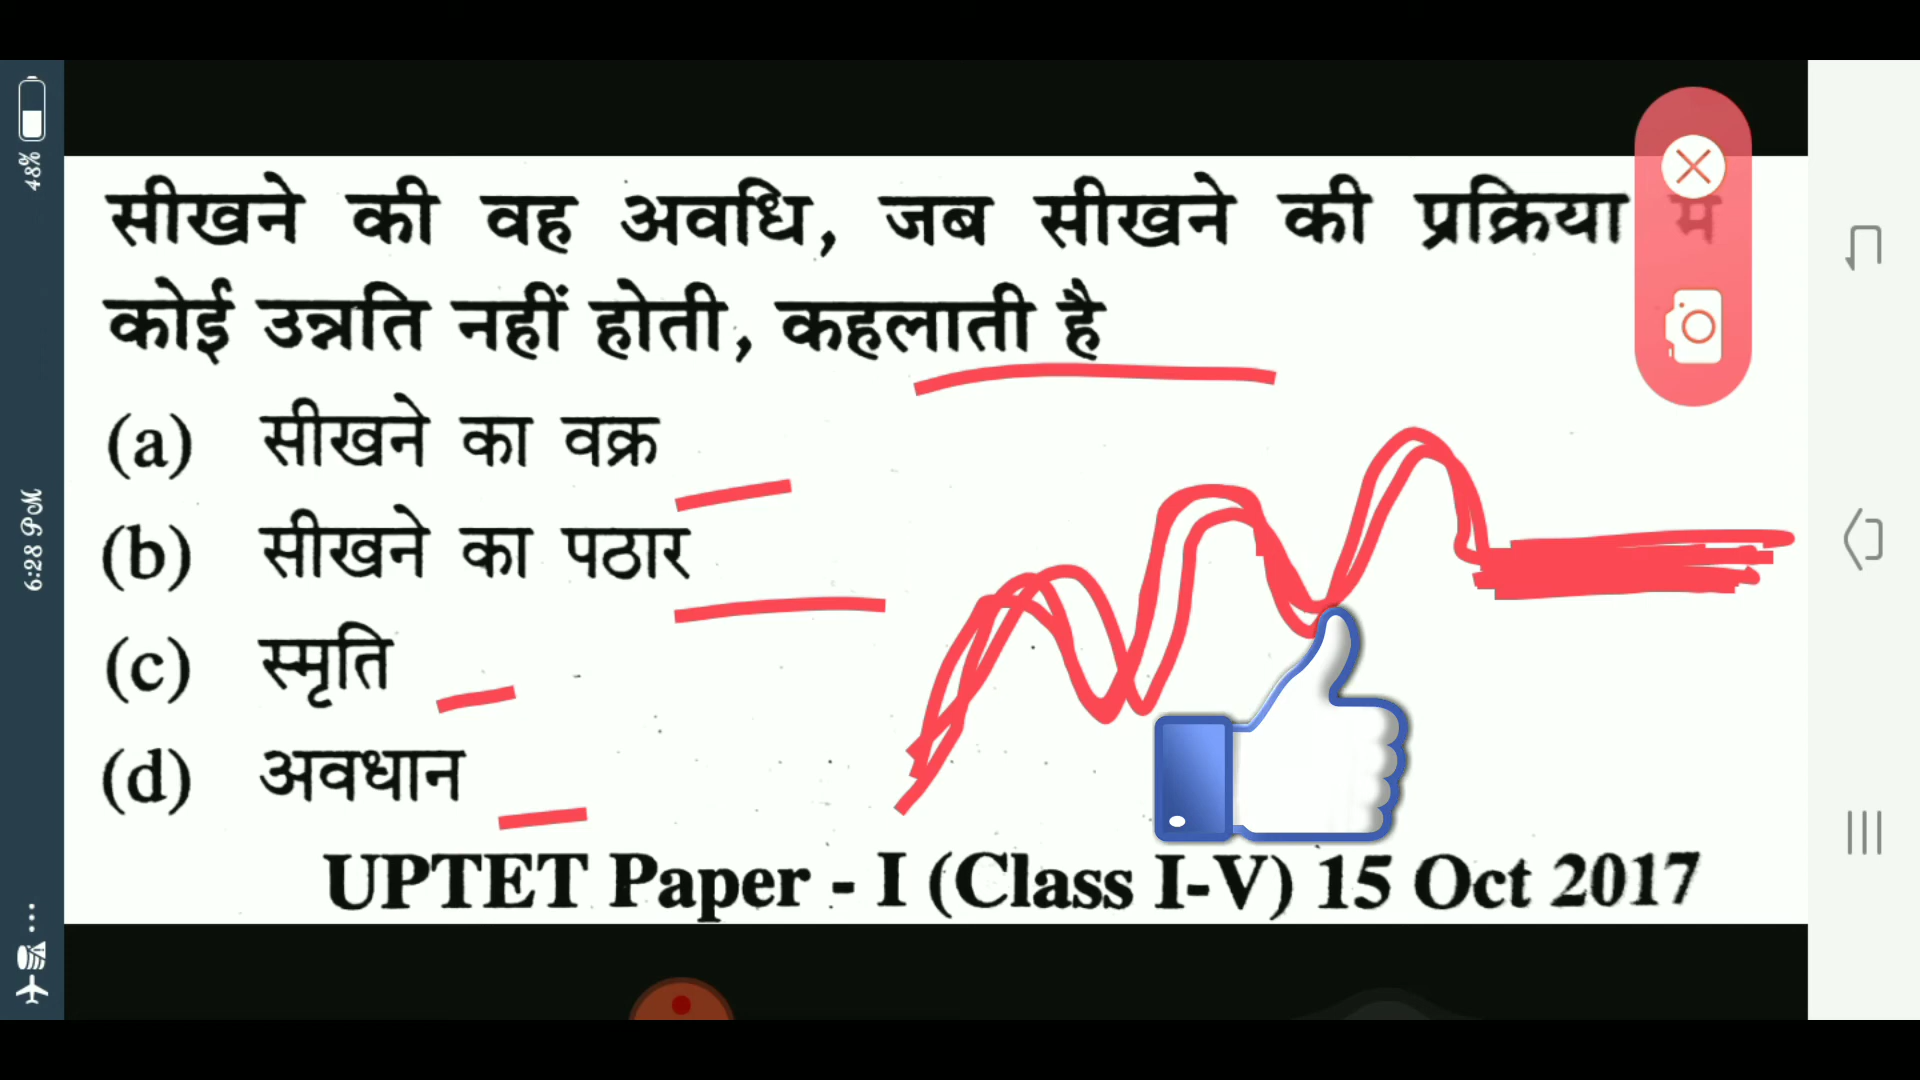 सीखने की वह अवधि, जब सीखने की प्रक्रिया में
कोई उन्नति नहीं होती, कहलाती है
(a) सीखने का वक्र
(b) सीखने का पठार
(c) स्मृति
(d) अवधान
UPTET Paper - I (Class I-V) 15 Oct 2017
48%
6:28 PM